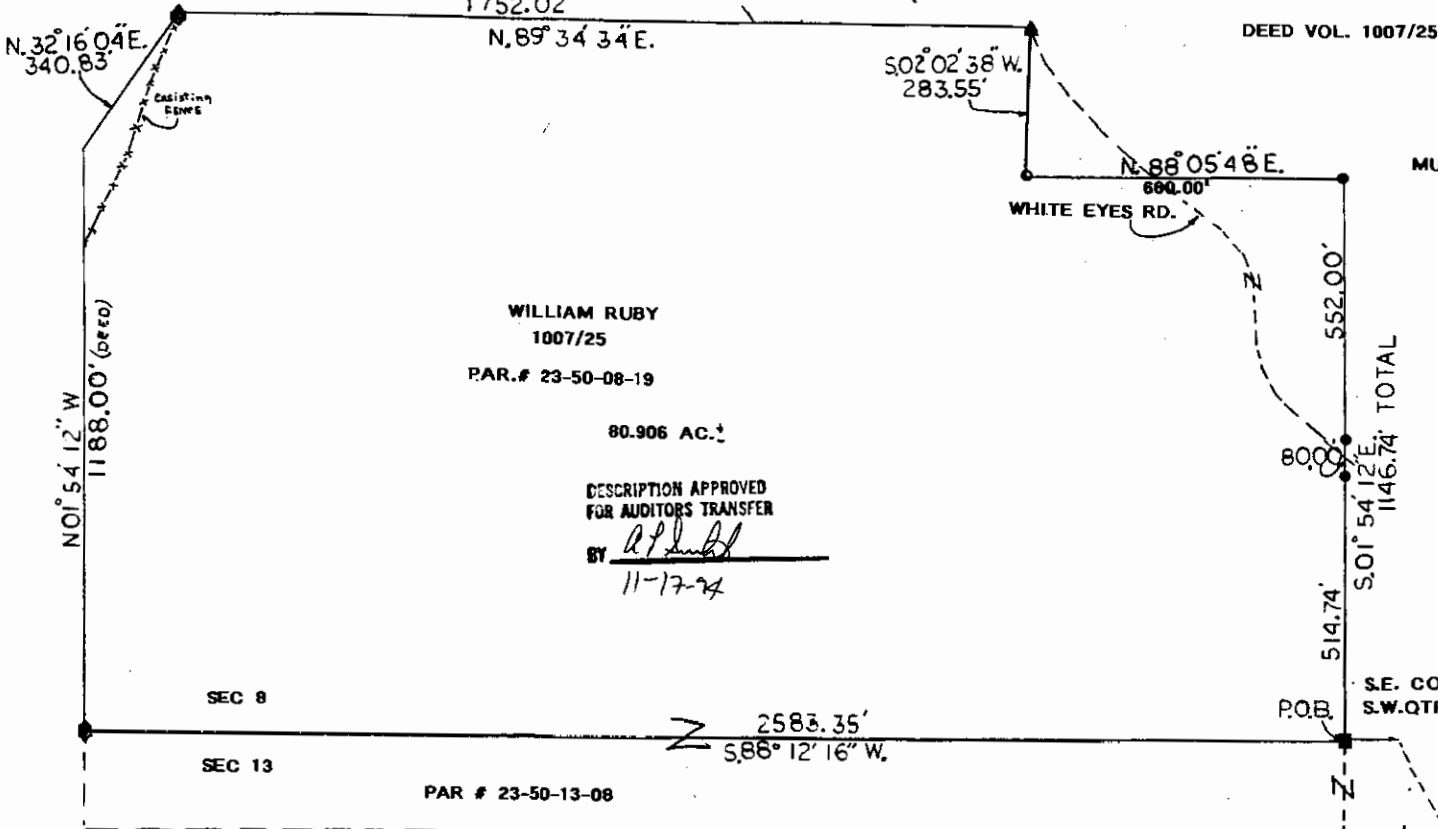 1752.02
N. 89° 34' 34" E.
N. 32° 16' 04" E.
340.83'
Existing
FENCE
S. 02° 02' 38" W.
283.55'
DEED VOL. 1007/25
N. 88° 05' 48" E.
660.00'
WHITE EYES RD.
MU
552.00'
N01° 54' 12" W
1188.00' (DEED)
WILLIAM RUBY
1007/25
PAR.# 23-50-08-19
80.906 AC.±
DESCRIPTION APPROVED
FOR AUDITORS TRANSFER
BY
11-17-94
80.00'
S. 01° 54' 12" E.
1146.74' TOTAL
514.74'
SEC 8
SEC 13
2583.35'
S. 88° 12' 16" W.
P.O.B.
S.E. CO
S.W. QTR
PAR # 23-50-13-08